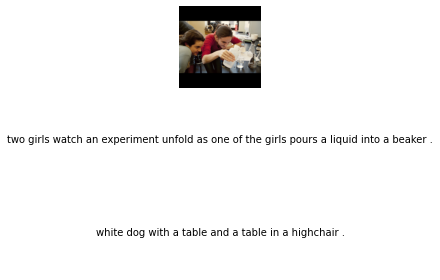 two girls watch an experiment unfold as one of the girls pours a liquid into a beaker .
white dog with a table and a table in a highchair .